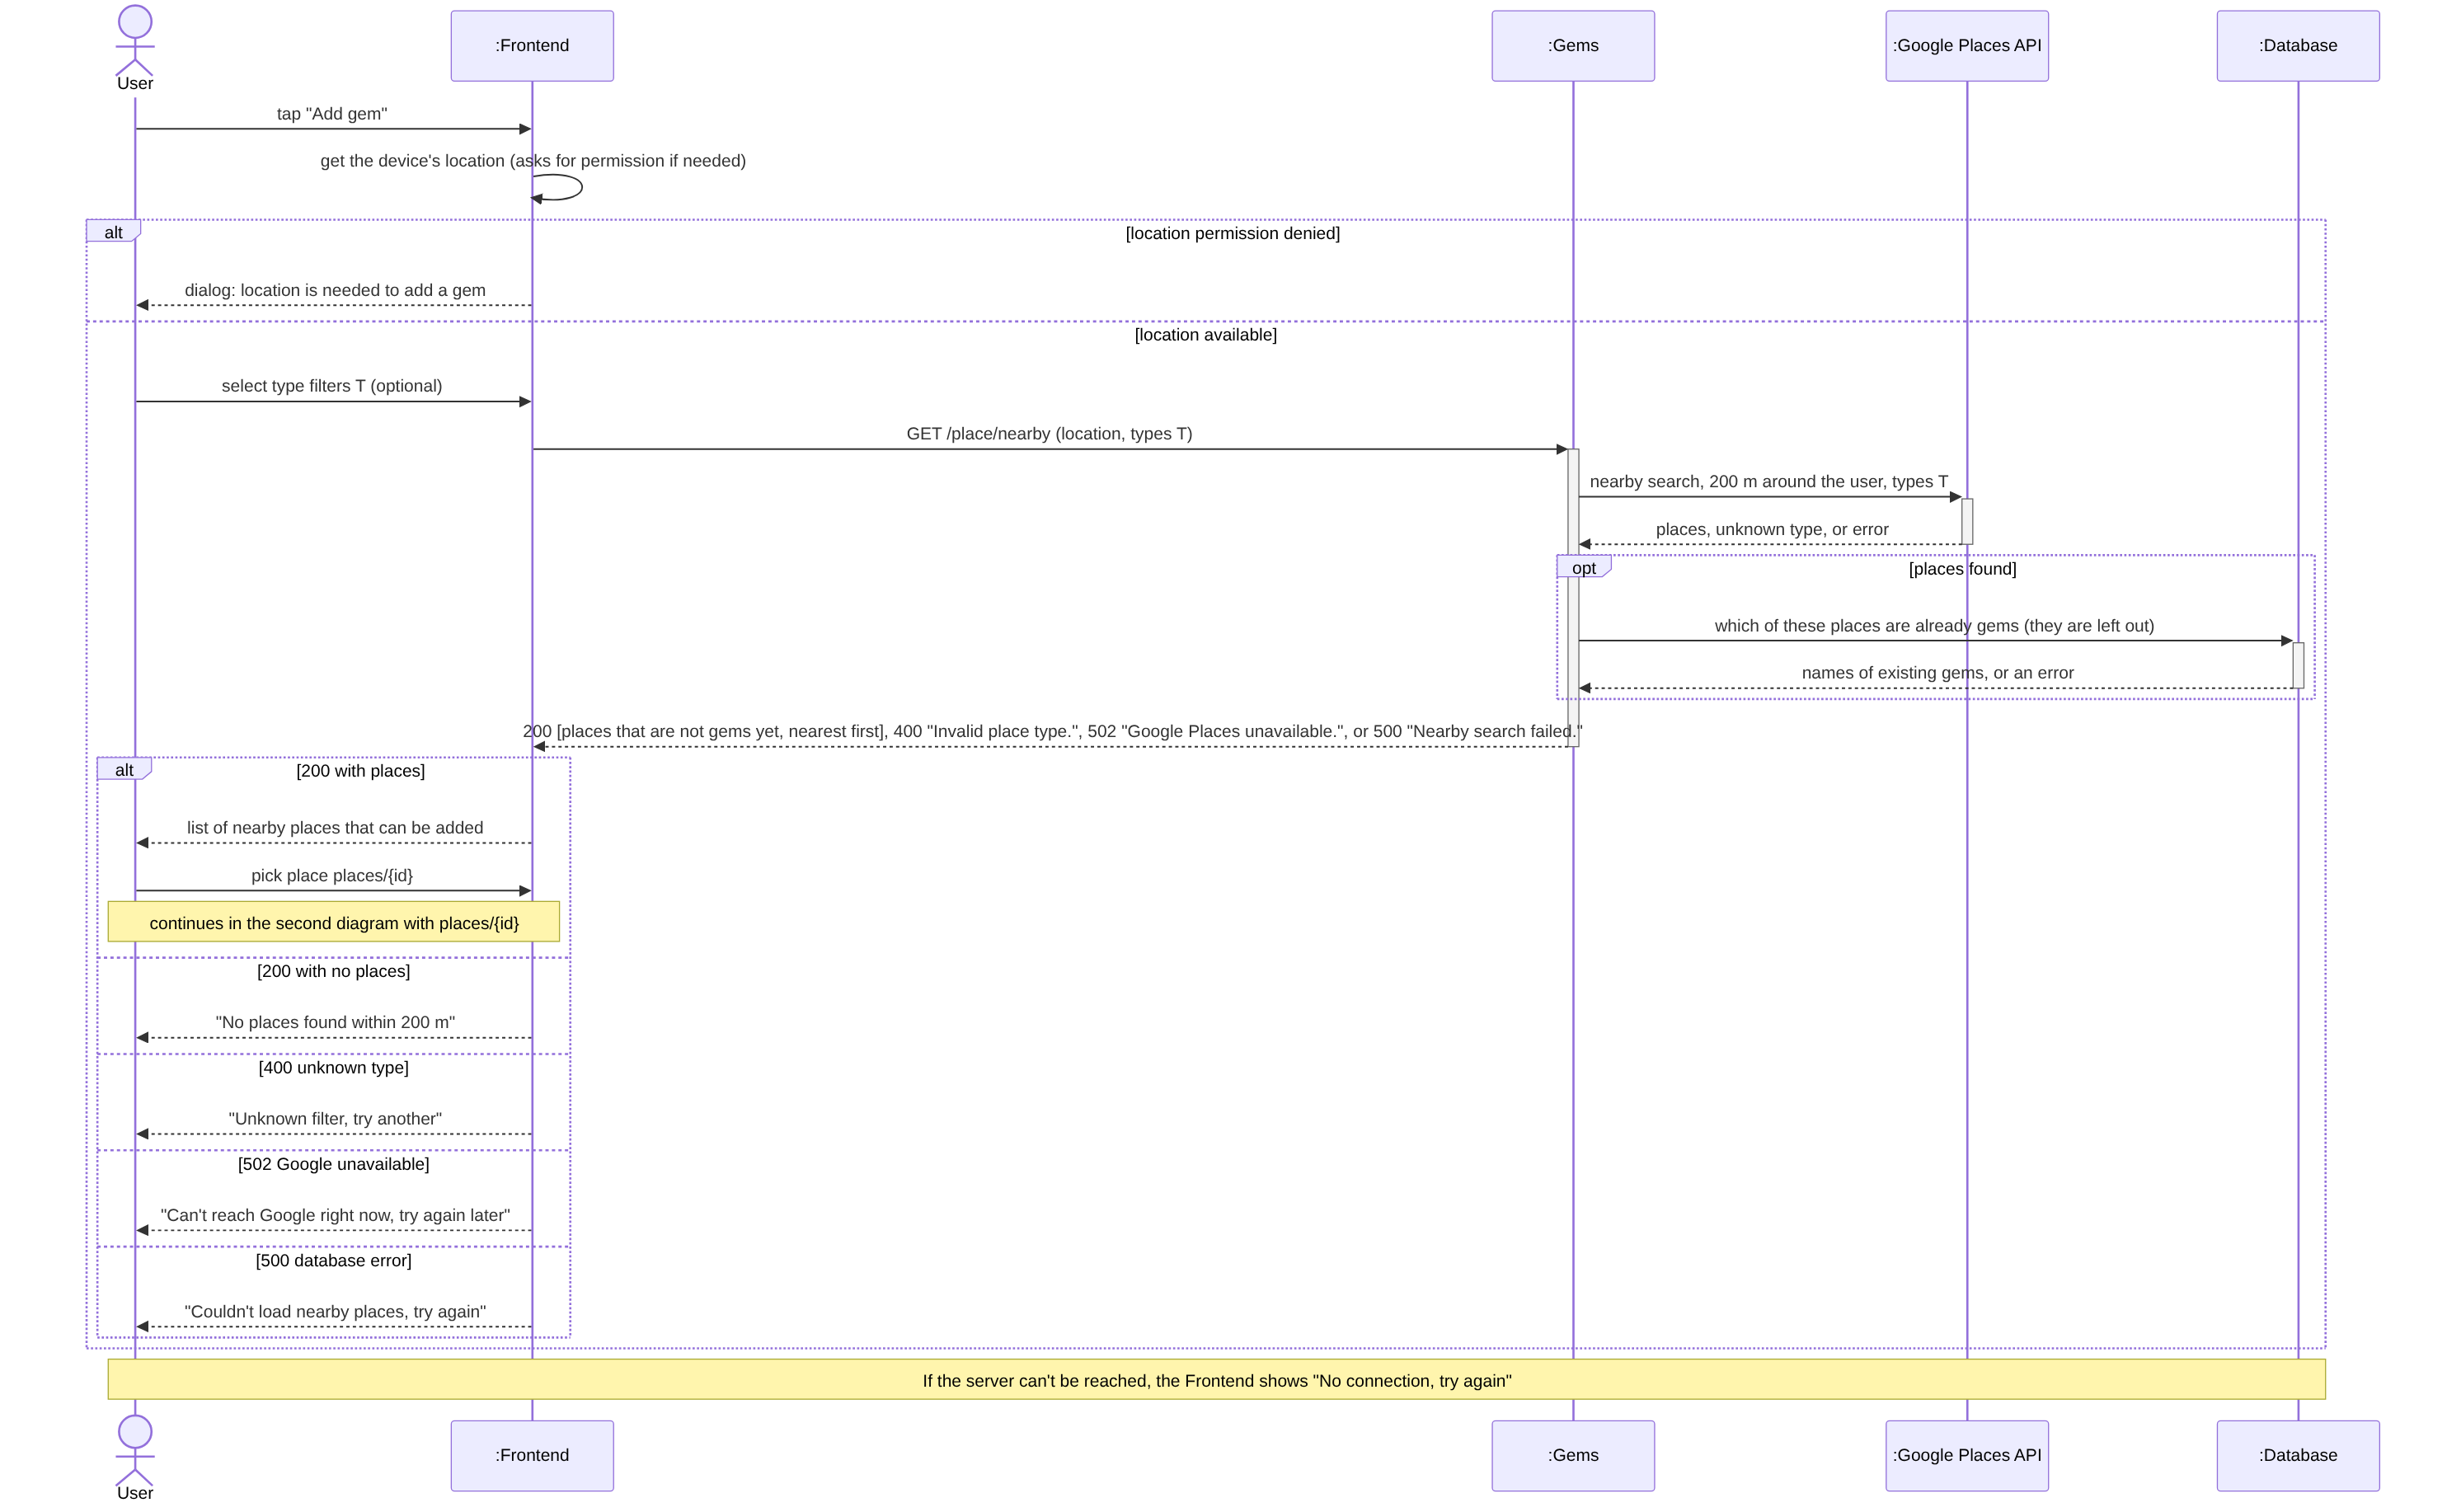 User
:Frontend
:Gems
:Google Places API
:Database
tap "Add gem"
get the device's location (asks for permission if needed)
alt
[location permission denied]
dialog: location is needed to add a gem
[location available]
select type filters T (optional)
GET /place/nearby (location, types T)
nearby search, 200 m around the user, types T
places, unknown type, or error
opt
[places found]
which of these places are already gems (they are left out)
names of existing gems, or an error
200 [places that are not gems yet, nearest first], 400 "Invalid place type.", 502 "Google Places unavailable.", or 500 "Nearby search failed."
alt
[200 with places]
list of nearby places that can be added
pick place places/{id}
continues in the second diagram with places/{id}
[200 with no places]
"No places found within 200 m"
[400 unknown type]
"Unknown filter, try another"
[502 Google unavailable]
"Can't reach Google right now, try again later"
[500 database error]
"Couldn't load nearby places, try again"
If the server can't be reached, the Frontend shows "No connection, try again"
User
:Frontend
:Gems
:Google Places API
:Database